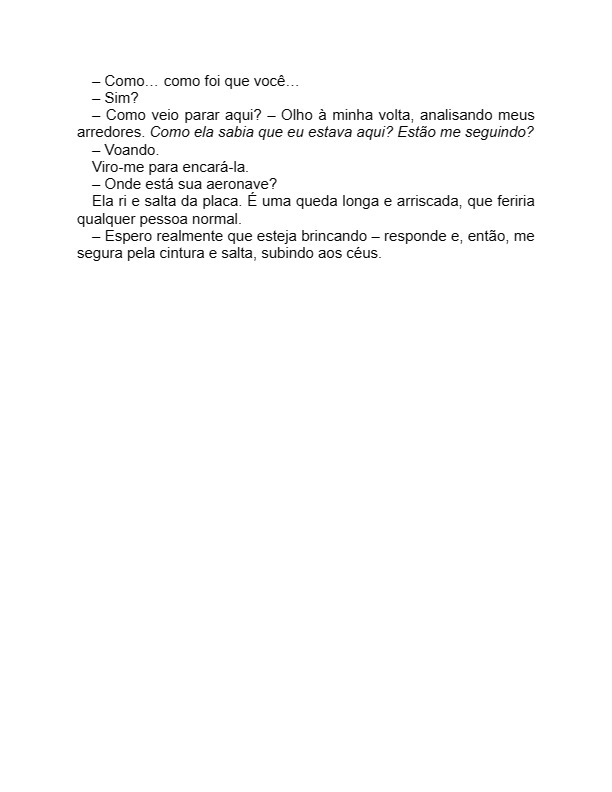 – Como… como foi que você…
– Sim?
– Como veio parar aqui? – Olho à minha volta, analisando meus
arredores. Como ela sabia que eu estava aqui? Estão me seguindo?
– Voando.
Viro-me para encará-la.
– Onde está sua aeronave?
Ela ri e salta da placa. É uma queda longa e arriscada, que feriria
qualquer pessoa normal.
– Espero realmente que esteja brincando – responde e, então, me
segura pela cintura e salta, subindo aos céus.